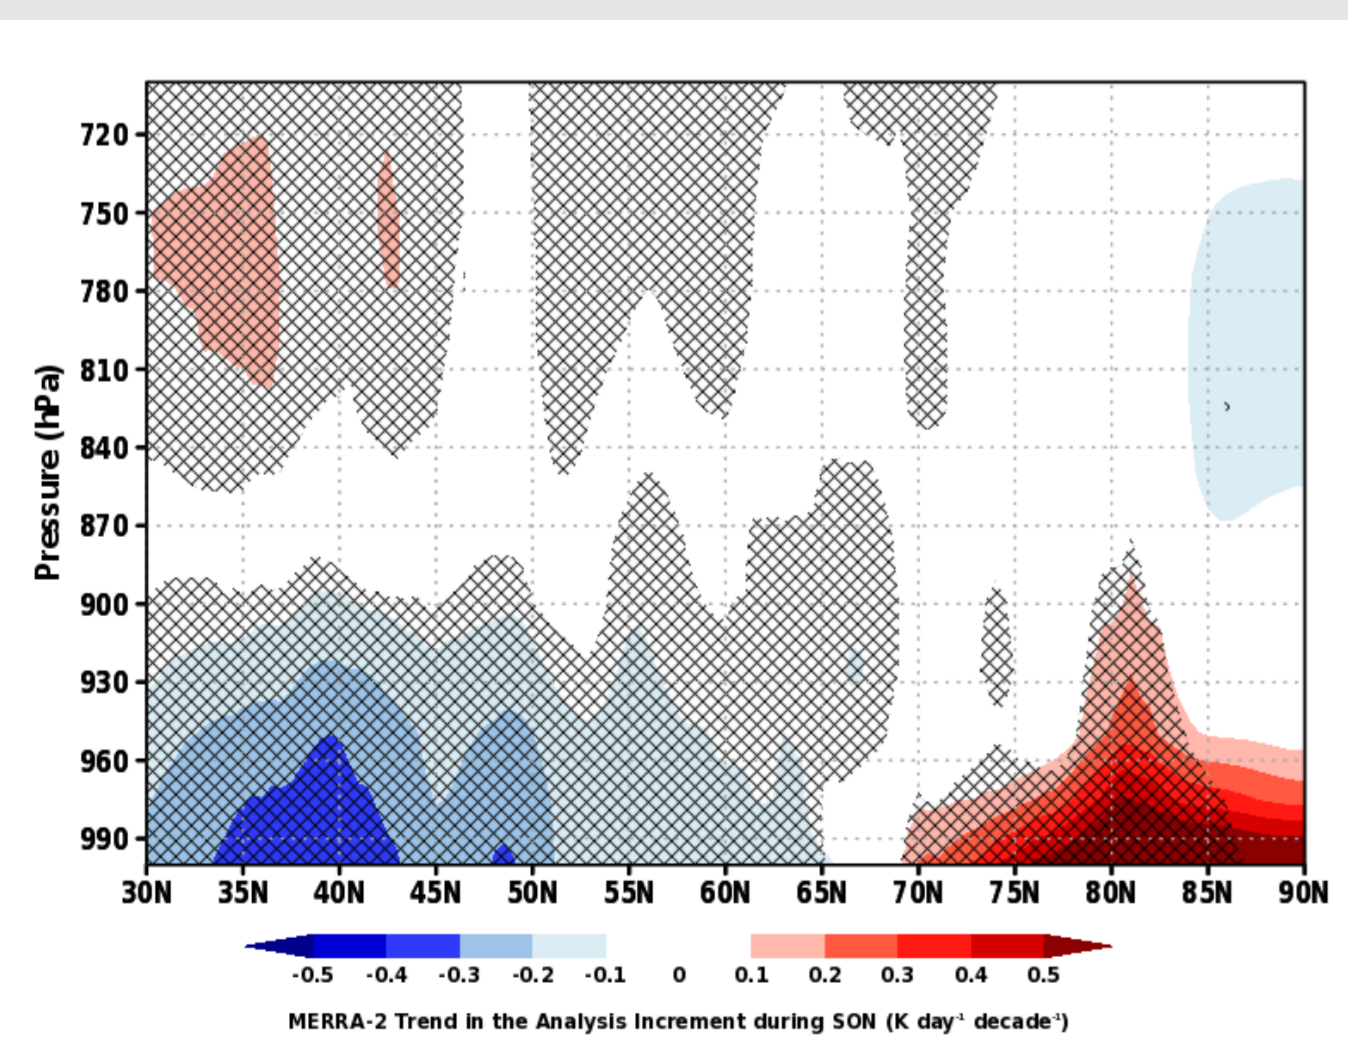 720
750
780
810
840
870
900
930
960
990
Pressure (hPa)
30N 35N 40N 45N 50N 55N 60N 65N 70N 75N 80N 85N 90N
-0.5 -0.4 -0.3 -0.2 -0.1 0 0.1 0.2 0.3 0.4 0.5
MERRA-2 Trend in the Analysis Increment during SON (K day⁻¹ decade⁻¹)